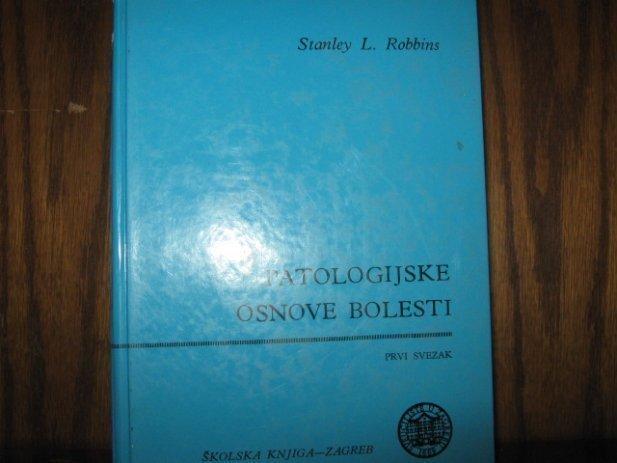 Stanley L. Robbins
PATOLOGIJSKE
OSNOVE BOLESTI
PRVI SVEZAK
ŠKOLSKA KNJIGA—ZAGREB